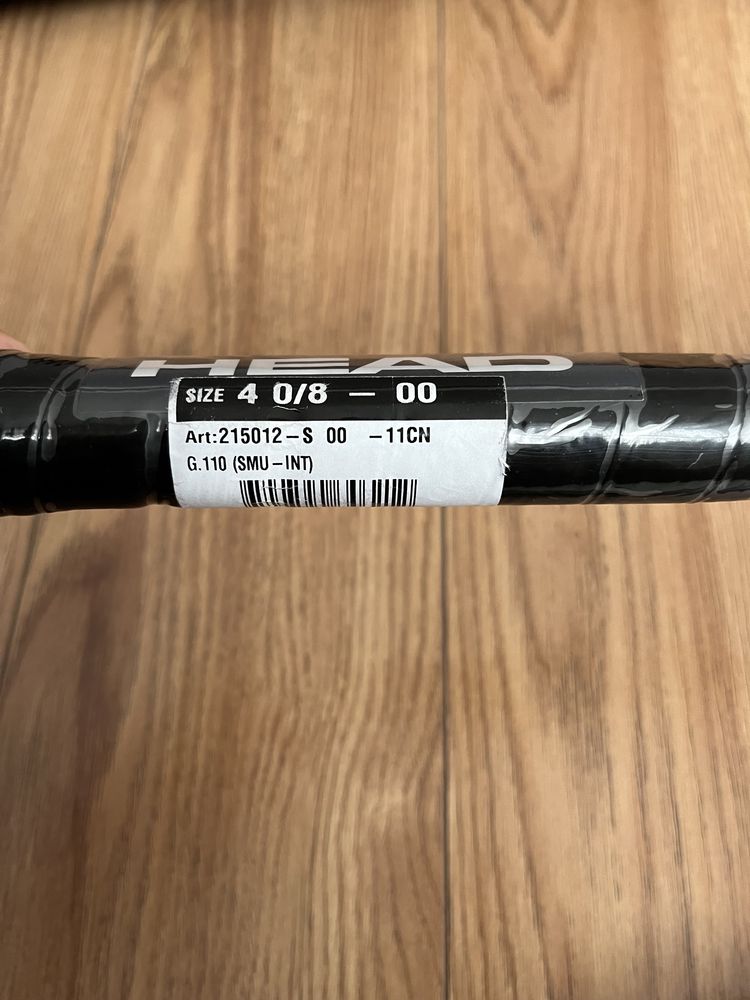 HEAD
SIZE 4 0/8 — 00
Art:215012-S 00 -11CN
G.110 (SMU-INT)